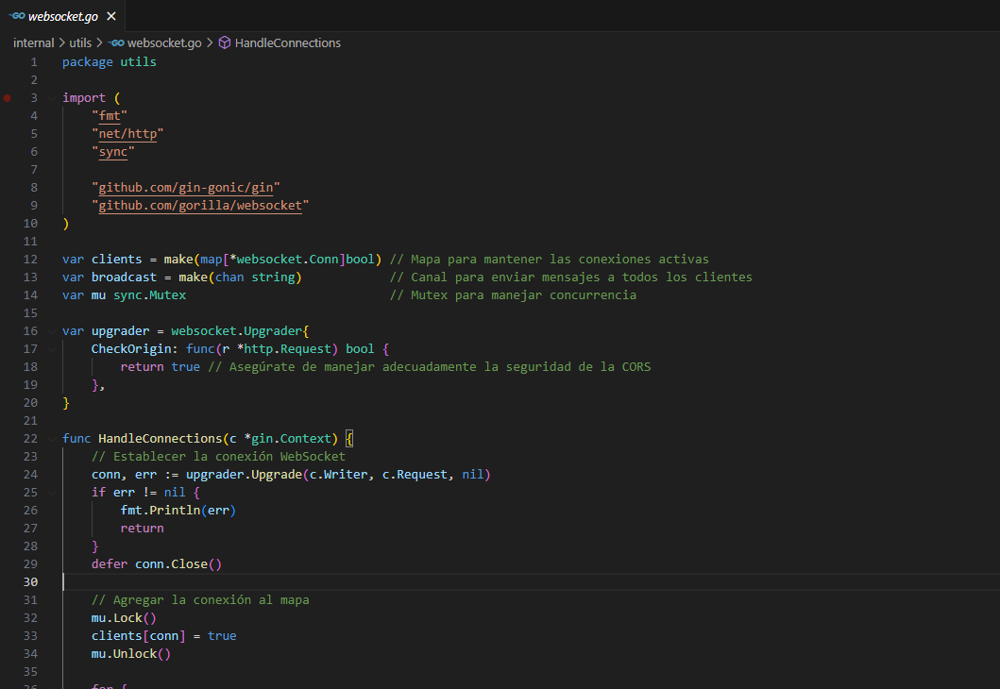 GO websocket.go ×
internal > utils > GO websocket.go > HandleConnections
1 package utils
2
3 import (
4 "fmt"
5 "net/http"
6 "sync"
7
8 "github.com/gin-gonic/gin"
9 "github.com/gorilla/websocket"
10 )
11
12 var clients = make(map[*websocket.Conn]bool) // Mapa para mantener las conexiones activas
13 var broadcast = make(chan string) // Canal para enviar mensajes a todos los clientes
14 var mu sync.Mutex // Mutex para manejar concurrencia
15
16 var upgrader = websocket.Upgrader{
17 CheckOrigin: func(r *http.Request) bool {
18 return true // Asegúrate de manejar adecuadamente la seguridad de la CORS
19 },
20 }
21
22 func HandleConnections(c *gin.Context) {
23 // Establecer la conexión WebSocket
24 conn, err := upgrader.Upgrade(c.Writer, c.Request, nil)
25 if err != nil {
26 fmt.Println(err)
27 return
28 }
29 defer conn.Close()
30
31 // Agregar la conexión al mapa
32 mu.Lock()
33 clients[conn] = true
34 mu.Unlock()
35
36 for {